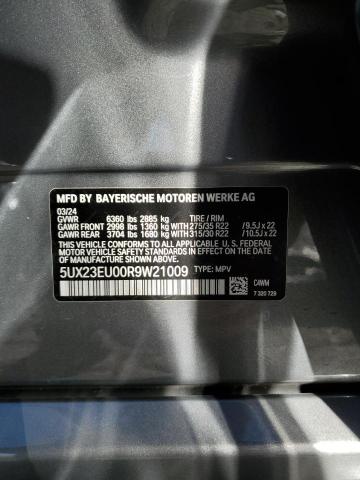 MFD BY BAYERISCHE MOTOREN WERKE AG
03/24
GVWR 6360 lbs 2885 kg TIRE / RIM
GAWR FRONT 2998 lbs 1360 kg WITH 275/35 R22 /9.5J x 22
GAWR REAR 3704 lbs 1680 kg WITH 315/30 R22 /10.5J x 22
THIS VEHICLE CONFORMS TO ALL APPLICABLE U. S. FEDERAL MOTOR
VEHICLE SAFETY STANDARDS IN EFFECT ON THE
DATE OF MANUFACTURE SHOWN ABOVE.
5UX23EU00R9W21009 TYPE: MPV
C4WM
7 320 729